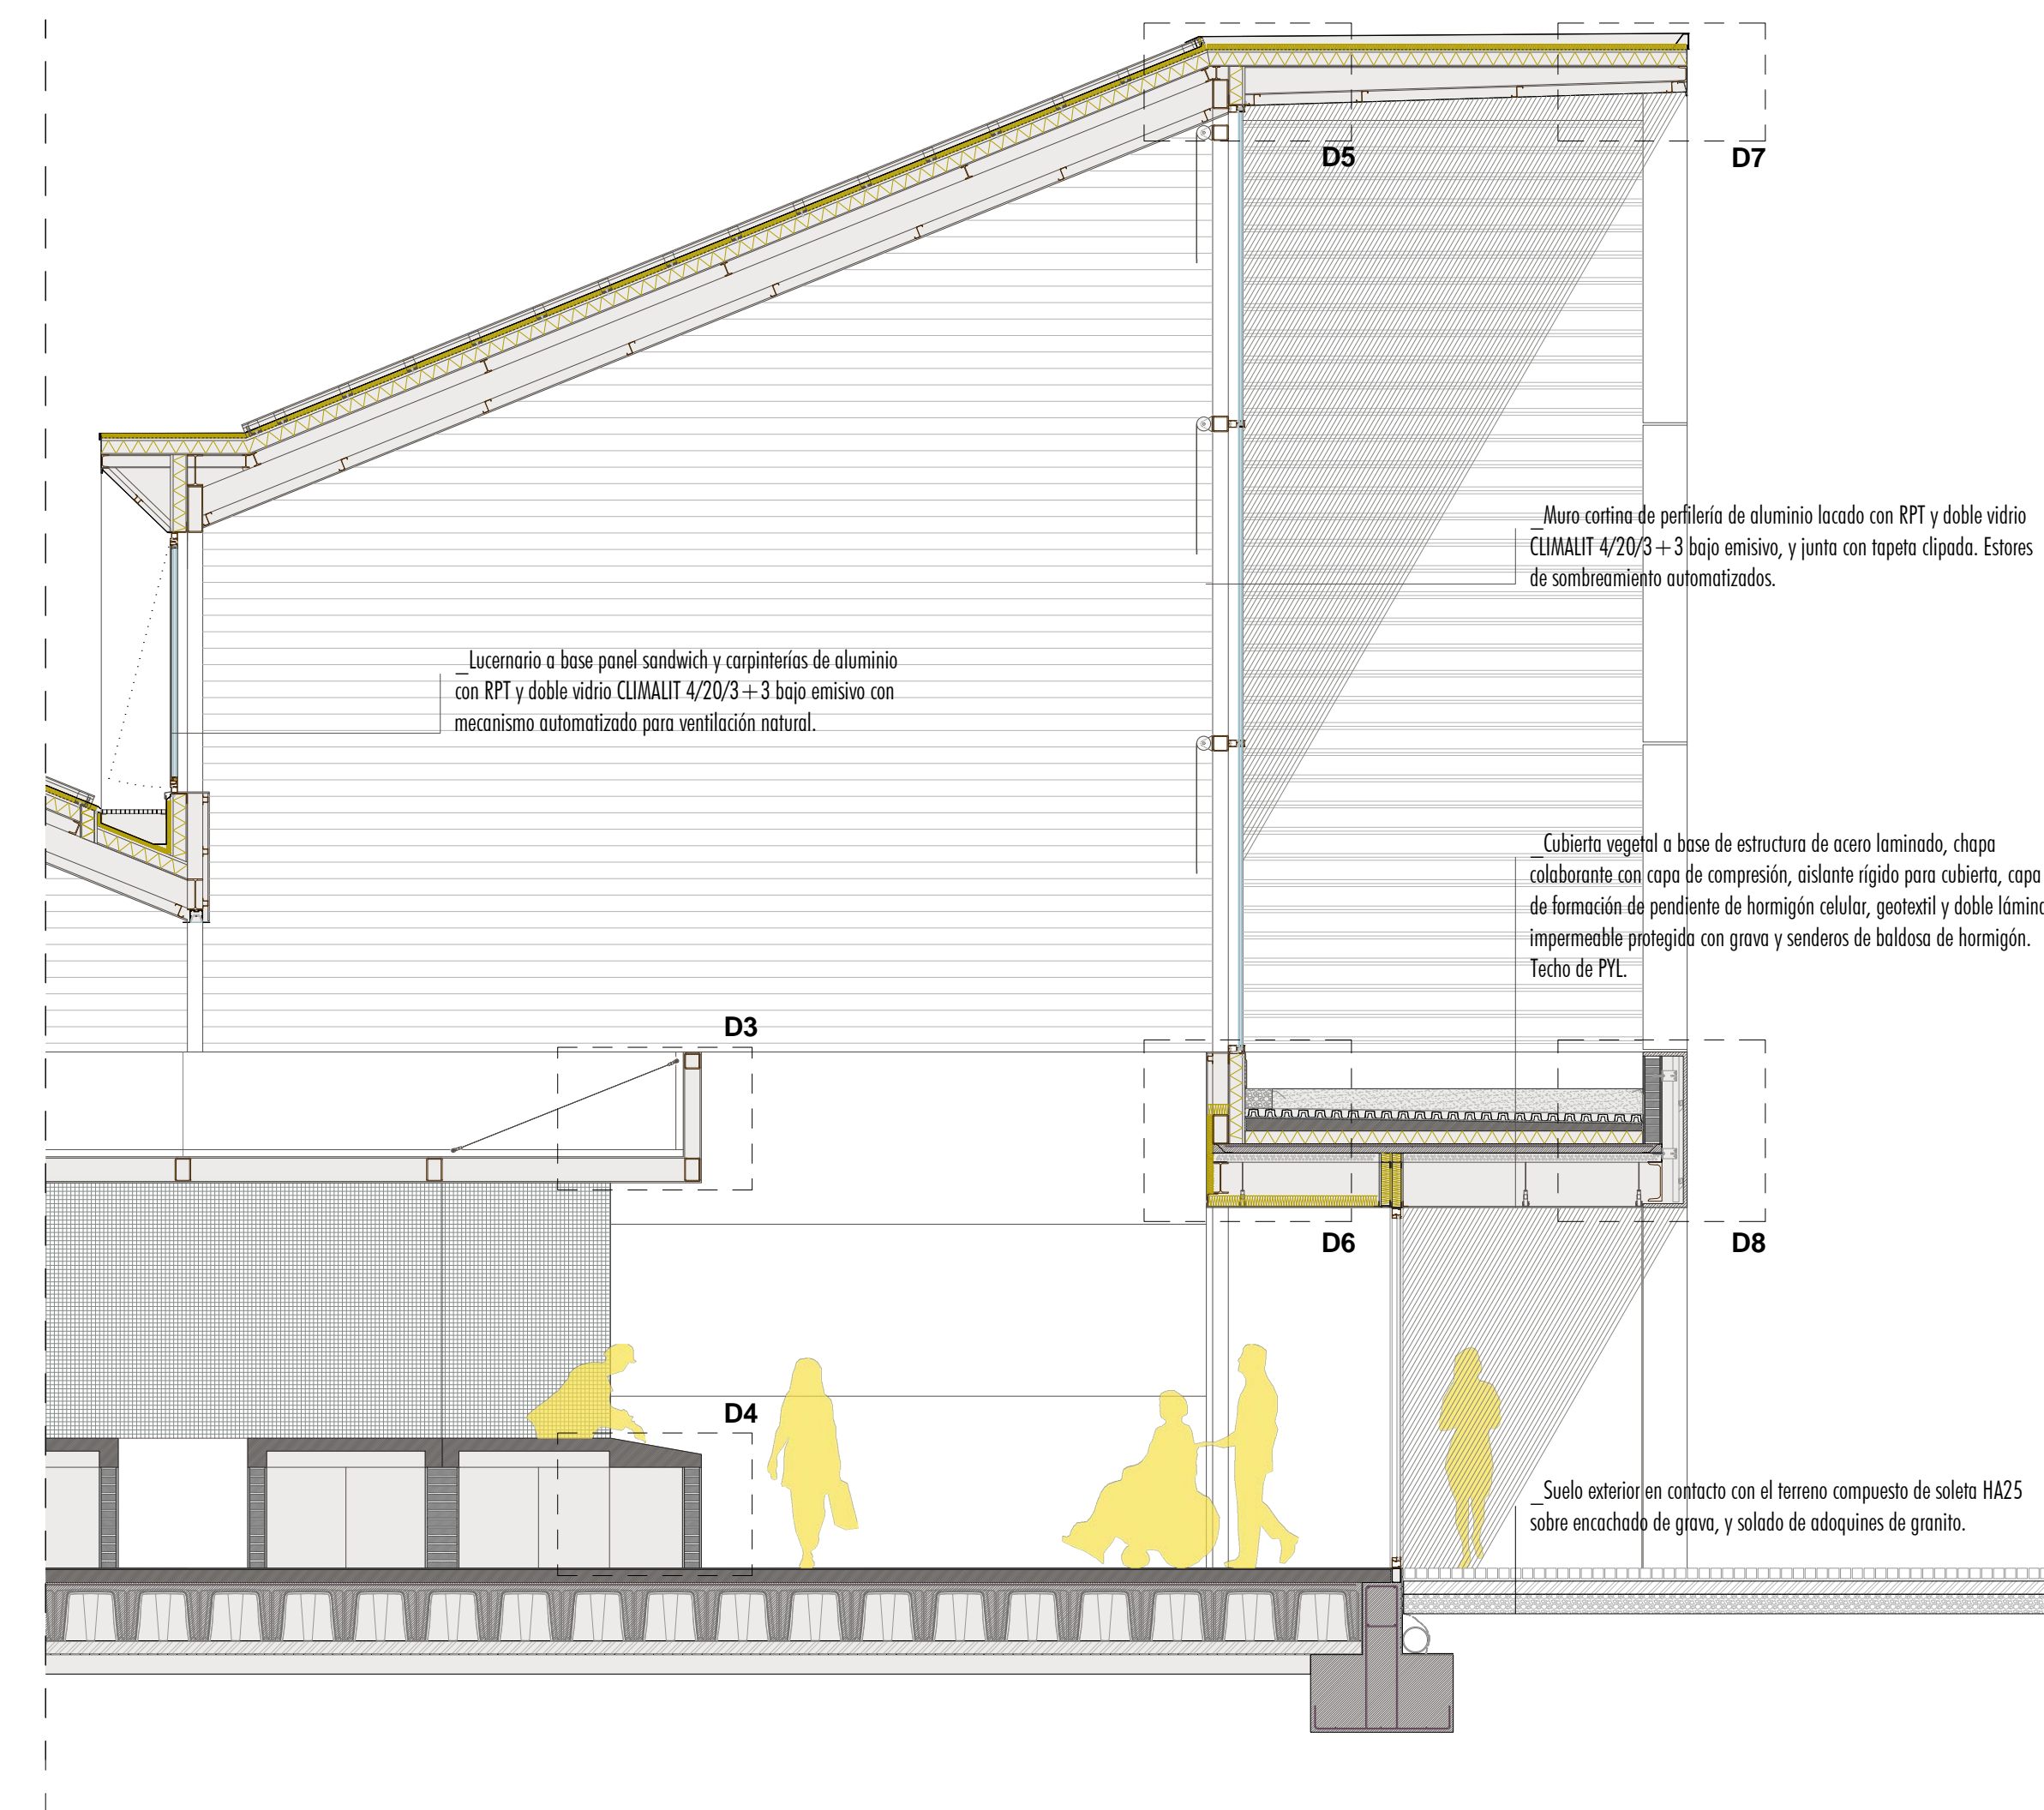 D5
D7
_Muro cortina de perfilería de aluminio lacado con RPT y doble vidrio
CLIMALIT 4/20/3+3 bajo emisivo, y junta con tapeta clipada. Estores
de sombreamiento automatizados.
_Lucernario a base panel sandwich y carpinterías de aluminio
con RPT y doble vidrio CLIMALIT 4/20/3+3 bajo emisivo con
mecanismo automatizado para ventilación natural.
_Cubierta vegetal a base de estructura de acero laminado, chapa
colaborante con capa de compresión, aislante rígido para cubierta, capa
de formación de pendiente de hormigón celular, geotextil y doble lámina
impermeable protegida con grava y senderos de baldosa de hormigón.
Techo de PYL.
D3
D6
D8
D4
_Suelo exterior en contacto con el terreno compuesto de soleta HA25
sobre encachado de grava, y solado de adoquines de granito.